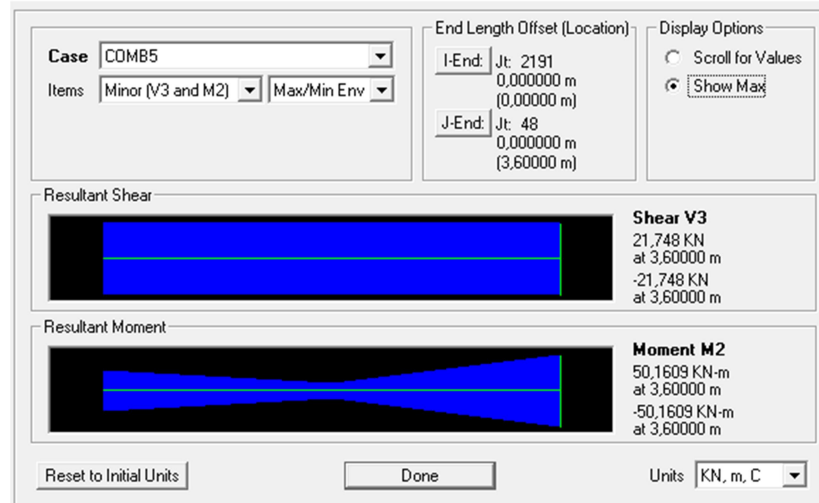 Case COMB5
Items Minor (V3 and M2) Max/Min Env
End Length Offset (Location)
I-End: Jt: 2191
0,000000 m
(0,00000 m)
J-End: Jt: 48
0,000000 m
(3,60000 m)
Display Options
Scroll for Values
Show Max
Resultant Shear
Shear V3
21,748 KN
at 3,60000 m
-21,748 KN
at 3,60000 m
Resultant Moment
Moment M2
50,1609 KN-m
at 3,60000 m
-50,1609 KN-m
at 3,60000 m
Reset to Initial Units
Done
Units KN, m, C